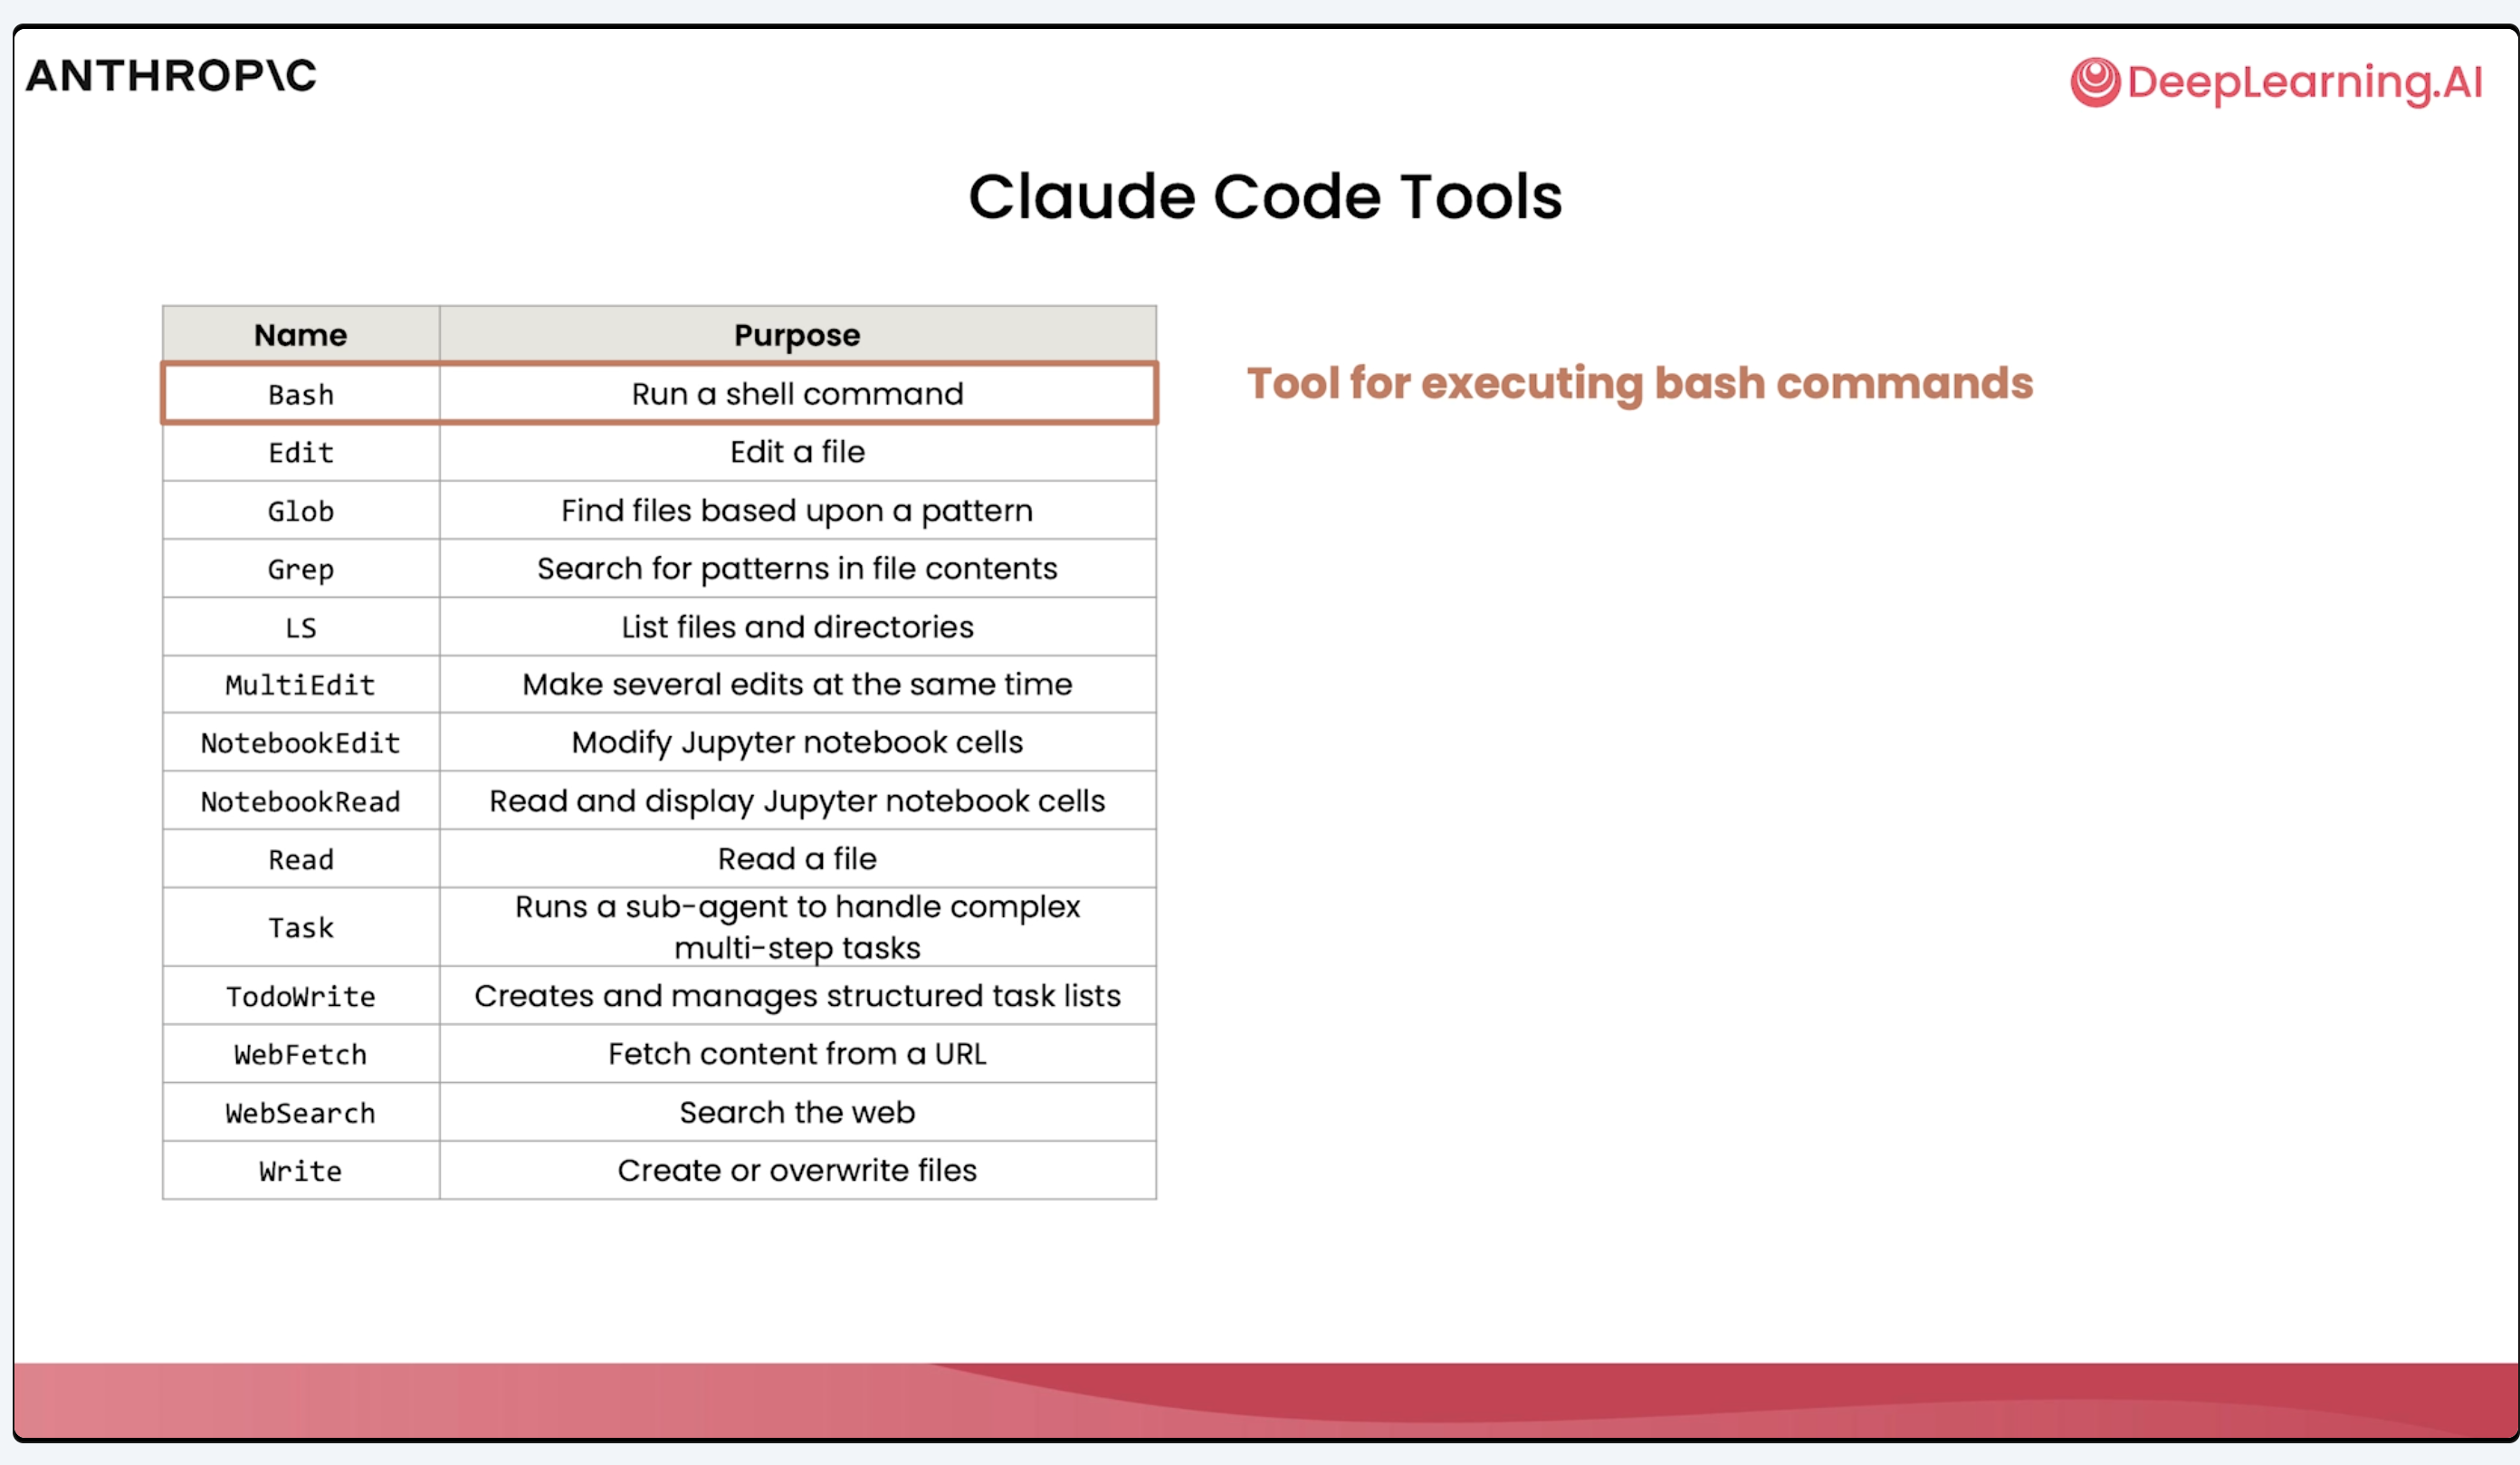 ANTHROP\C
DeepLearning.AI
Claude Code Tools
Name Purpose
Bash Run a shell command
Tool for executing bash commands
Edit Edit a file
Glob Find files based upon a pattern
Grep Search for patterns in file contents
LS List files and directories
MultiEdit Make several edits at the same time
NotebookEdit Modify Jupyter notebook cells
NotebookRead Read and display Jupyter notebook cells
Read Read a file
Task Runs a sub-agent to handle complex
multi-step tasks
TodoWrite Creates and manages structured task lists
WebFetch Fetch content from a URL
WebSearch Search the web
Write Create or overwrite files